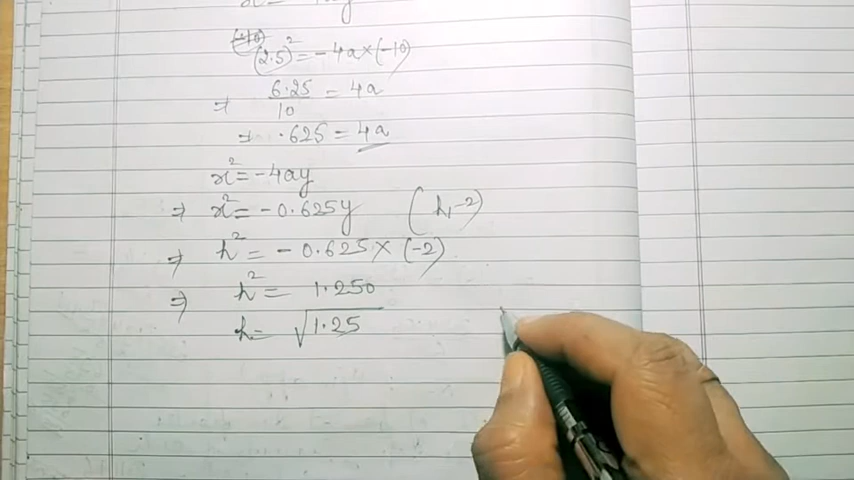 (2.5)² = -4a×(-10)
⇒ 6.25/10 = 4a
⇒ .625 = 4a
x² = -4ay
⇒ x² = -0.625y (h, -2)
⇒ h² = - 0.625 × (-2)
⇒ h² = 1.250
h = √1.25